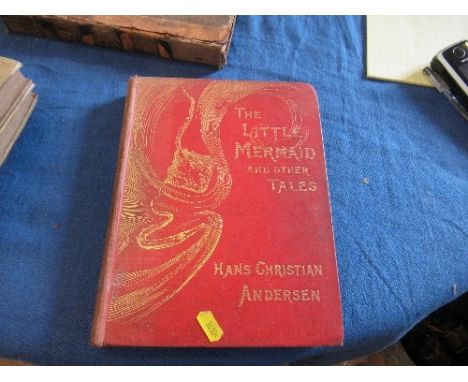 THE
LITTLE
MERMAID
AND OTHER
TALES
HANS CHRISTIAN
ANDERSEN